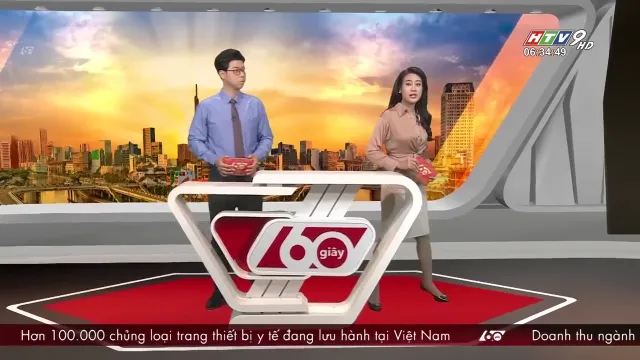 HTV9 HD
06:34:49
60 giây
Hơn 100.000 chủng loại trang thiết bị y tế đang lưu hành tại Việt Nam 60 Doanh thu ngành